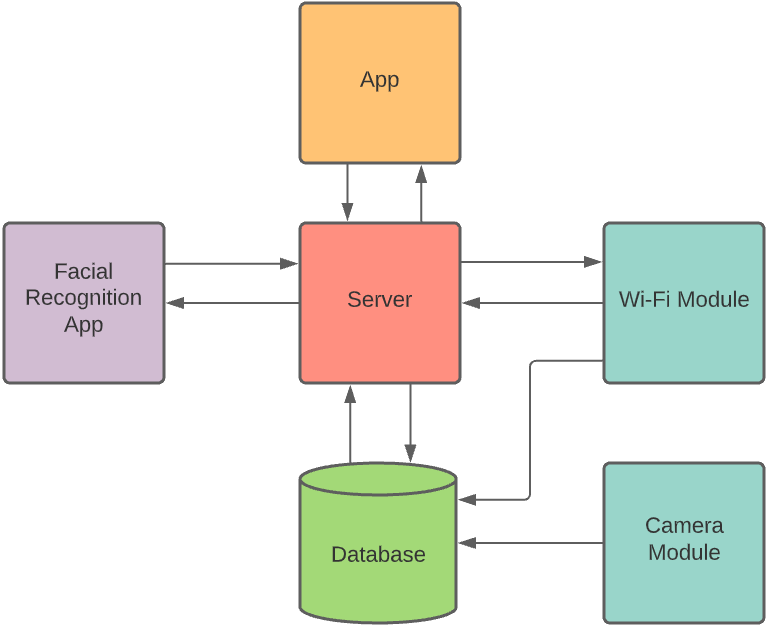 App
Facial
Recognition
App
Server
Wi-Fi Module
Database
Camera
Module